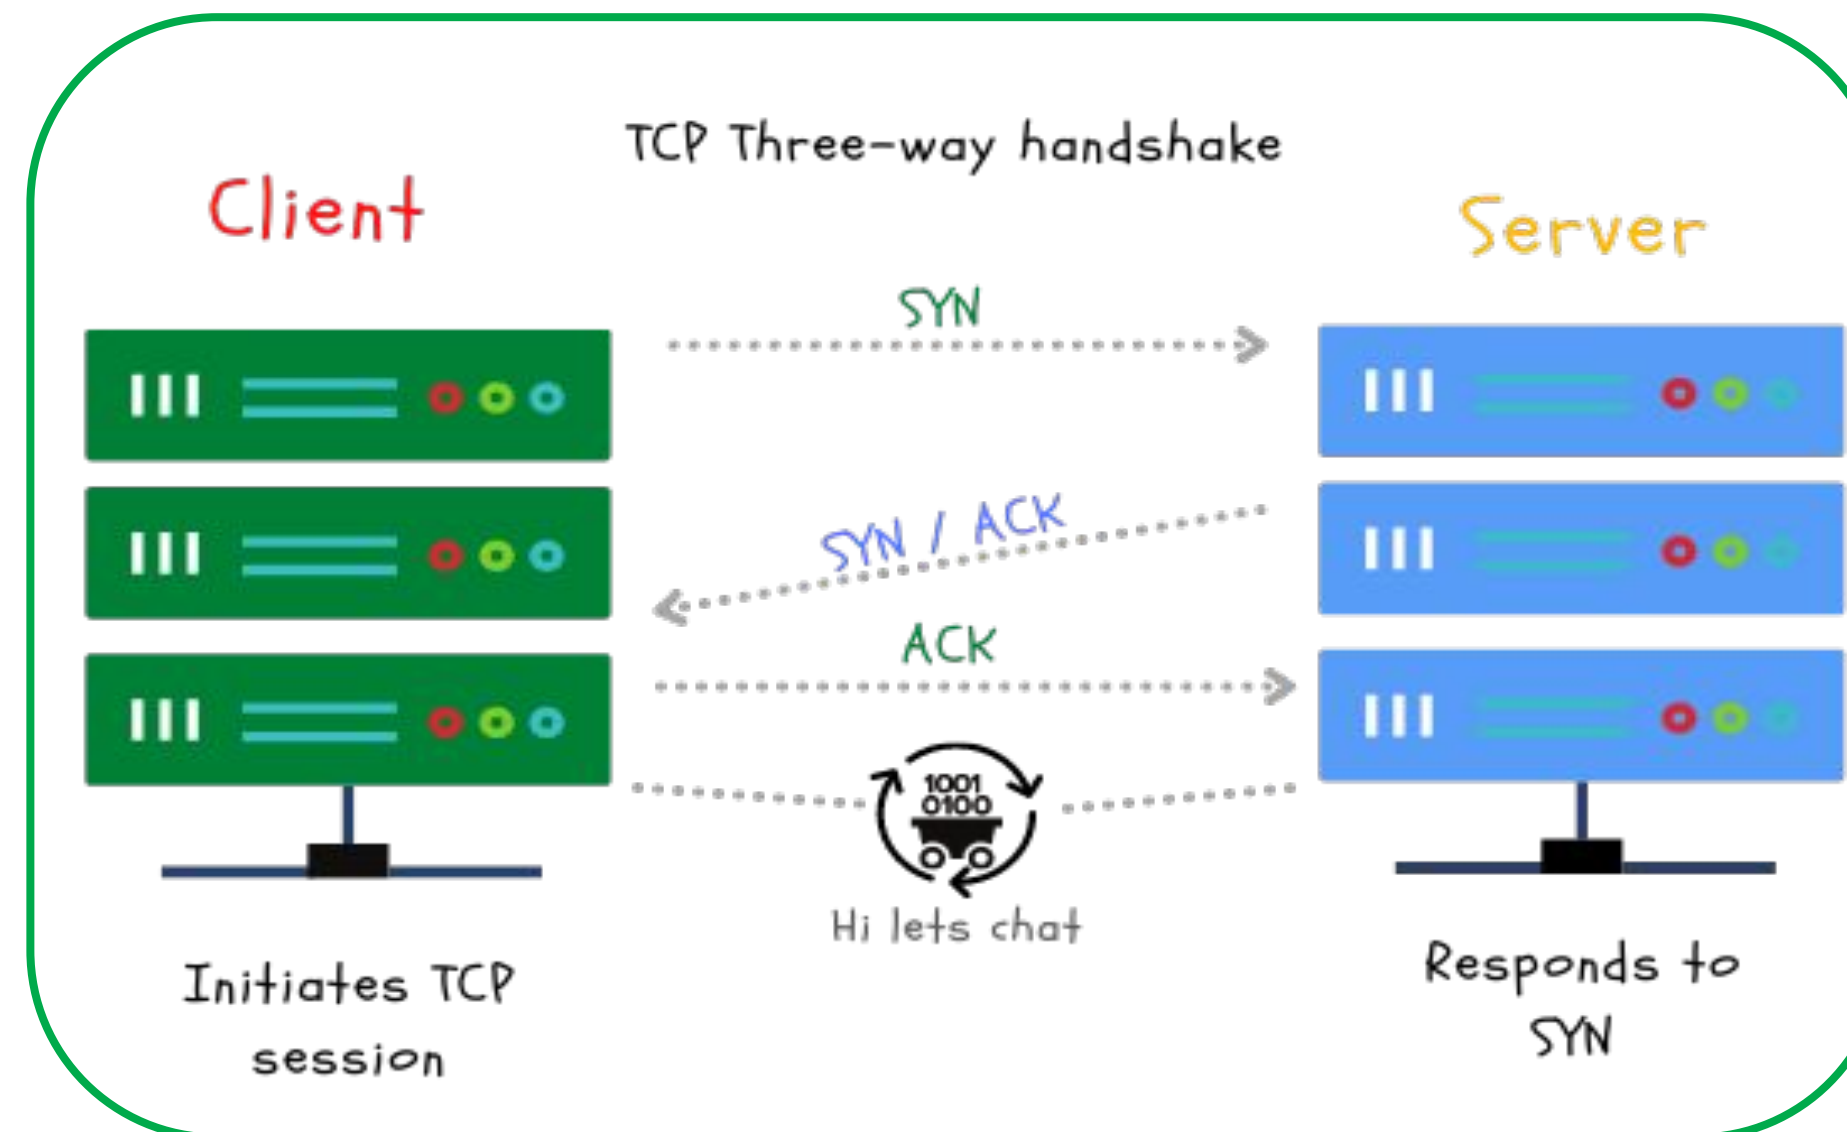 TCP Three-way handshake
Client
Server
SYN
SYN / ACK
ACK
1001
0100
Hi lets chat
Initiates TCP
session
Responds to
SYN